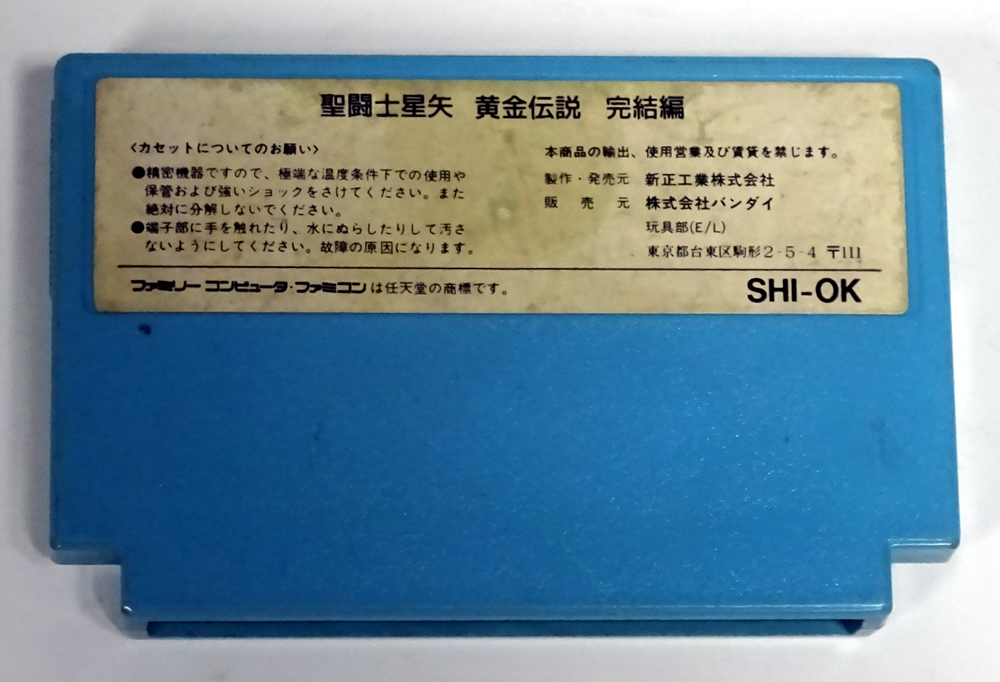 聖闘士星矢 黄金伝説 完結編
〈カセットについてのお願い〉
●精密機器ですので、極端な温度条件下での使用や
保管および強いショックをさけてください。また
絶対に分解しないでください。
●端子部に手を触れたり、水にぬらしたりして汚さ
ないようにしてください。故障の原因になります。
本商品の輸出、使用営業及び賃貸を禁じます。
製作・発売元 新正工業株式会社
販売元 株式会社バンダイ
玩具部(E/L)
東京都台東区駒形2-5-4 〒111
ファミリーコンピュータ・ファミコンは任天堂の商標です。
SHI-OK